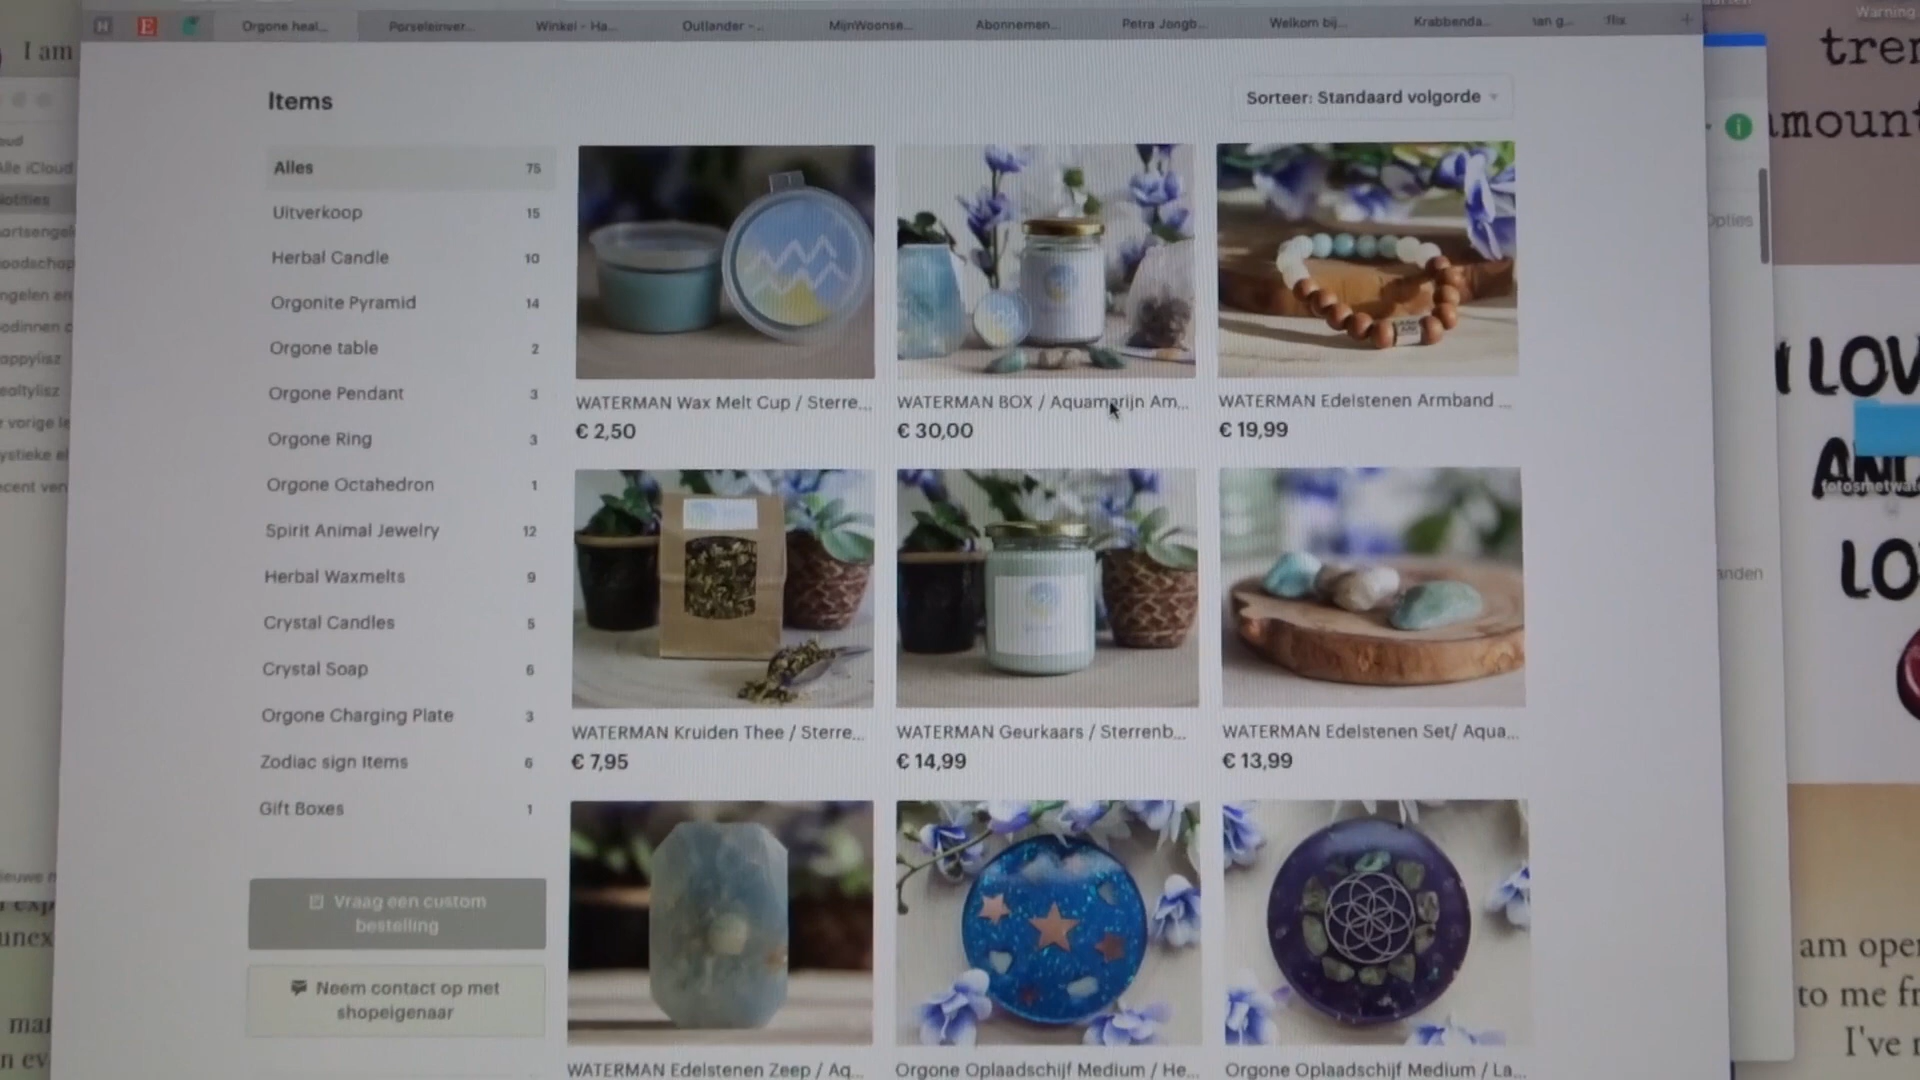 Orgone heal...
Porseleinver...
Winkel - Ha...
Outlander -...
MijnWoonse...
Abonnemen...
Petra Jongb...
Welkom bij...
Krabbenda...
Warning
I am
Items
Sorteer: Standaard volgorde
Alles 75
Uitverkoop 15
Herbal Candle 10
Orgonite Pyramid 14
Orgone table 2
Orgone Pendant 3
Orgone Ring 3
Orgone Octahedron 1
Spirit Animal Jewelry 12
Herbal Waxmelts 9
Crystal Candles 5
Crystal Soap 6
Orgone Charging Plate 3
Zodiac sign Items 6
Gift Boxes 1
Vraag een custom
bestelling
Neem contact op met
shopeigenaar
WATERMAN Wax Melt Cup / Sterre...
€ 2,50
WATERMAN BOX / Aquamarijn Am...
€ 30,00
WATERMAN Edelstenen Armband ...
€ 19,99
WATERMAN Kruiden Thee / Sterre...
€ 7,95
WATERMAN Geurkaars / Sterrenb...
€ 14,99
WATERMAN Edelstenen Set/ Aqua...
€ 13,99
WATERMAN Edelstenen Zeep / Aq...
Orgone Oplaadschijf Medium / He...
Orgone Oplaadschijf Medium / La...
I LOV
AND
LO
am open
to me fr
I've